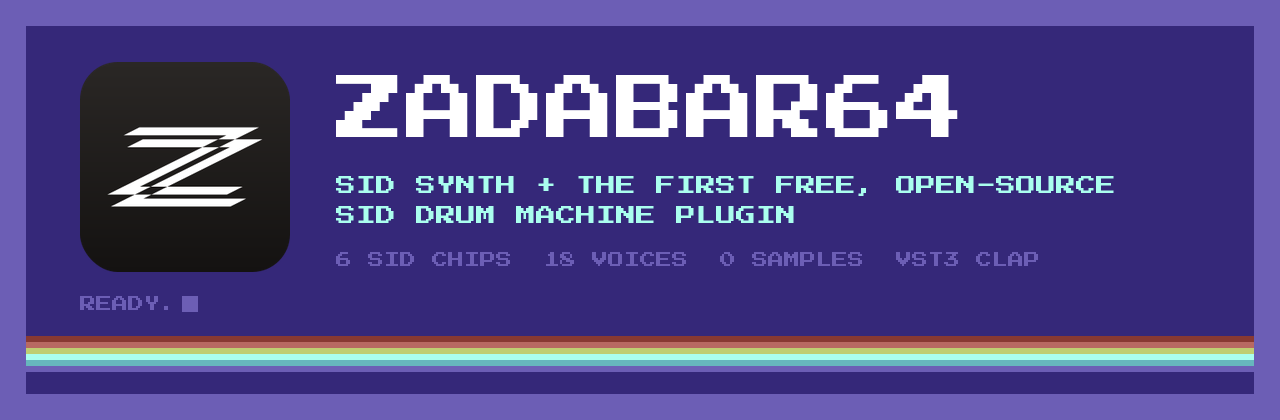 ZADABAR64
SID SYNTH + THE FIRST FREE, OPEN-SOURCE
SID DRUM MACHINE PLUGIN
6 SID CHIPS 18 VOICES 0 SAMPLES VST3 CLAP
READY.